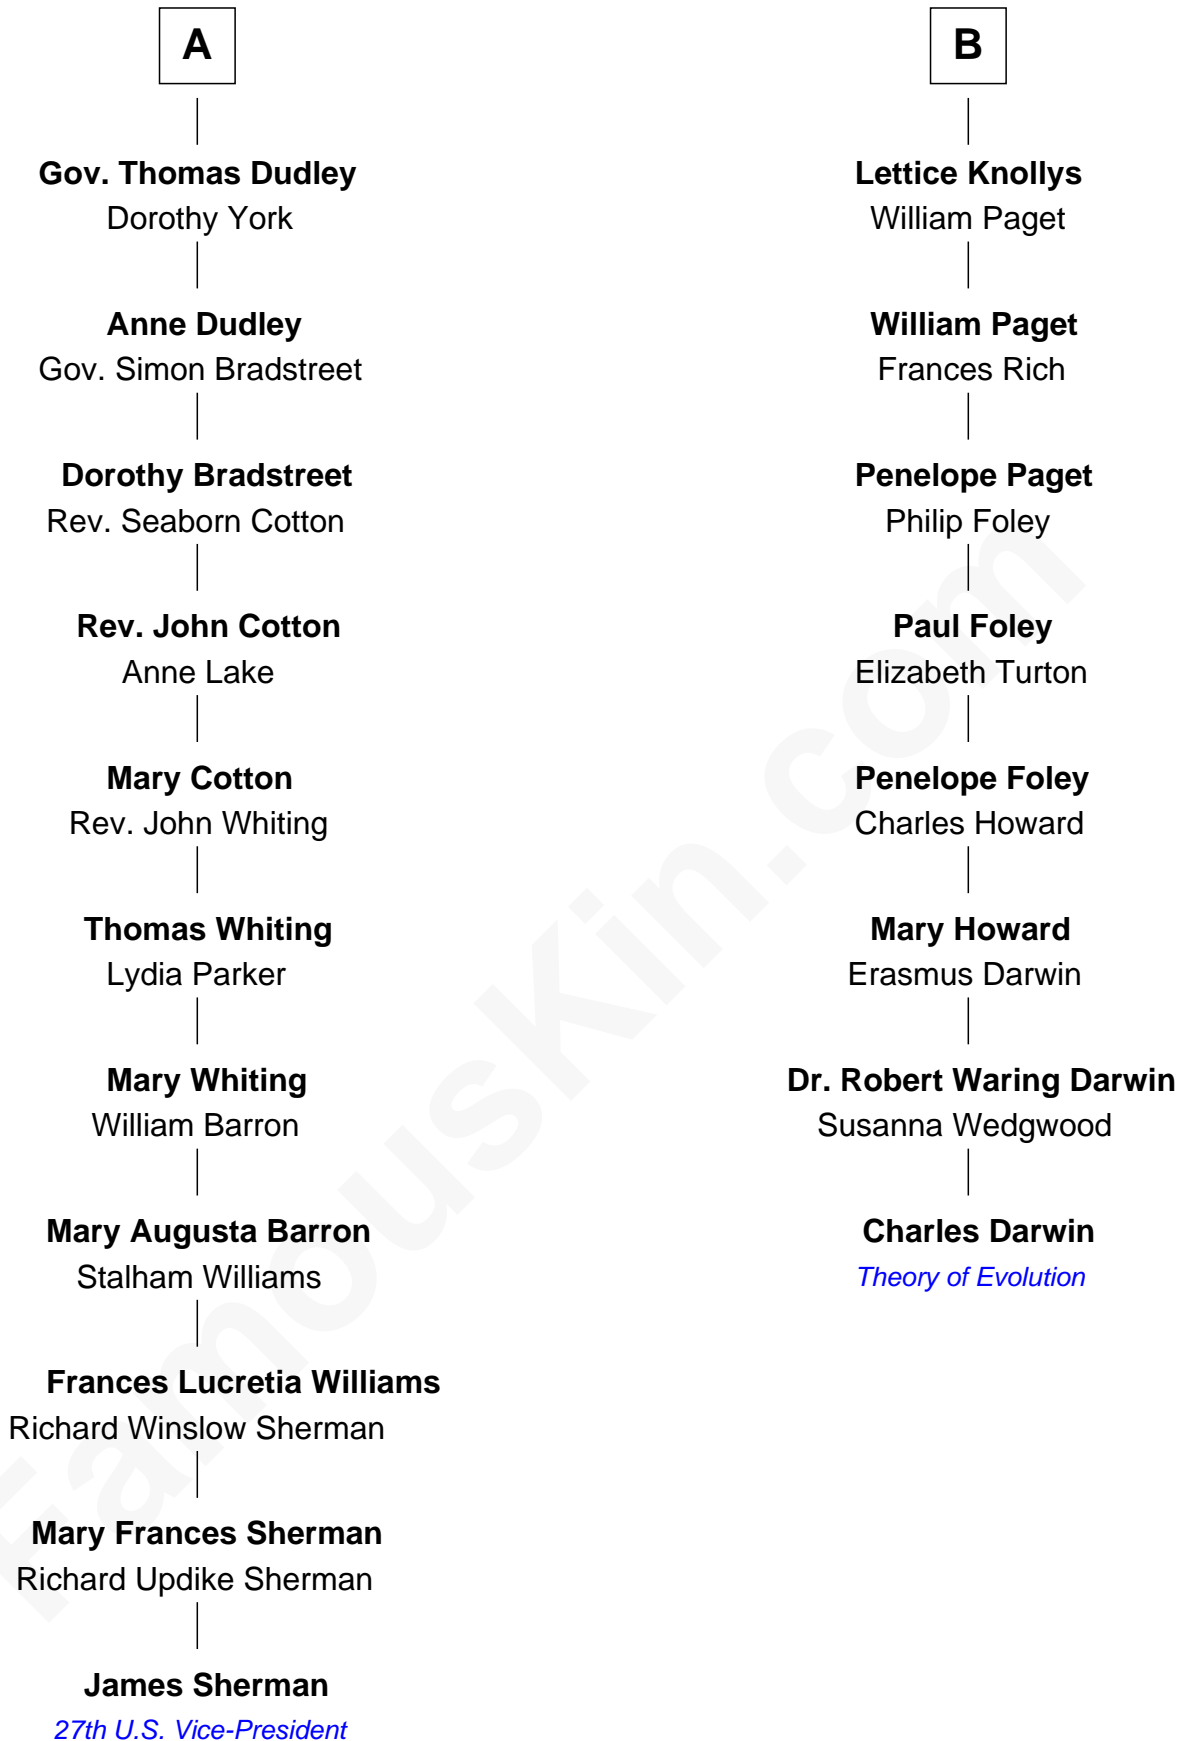 A
Gov. Thomas Dudley
Dorothy York
Anne Dudley
Gov. Simon Bradstreet
Dorothy Bradstreet
Rev. Seaborn Cotton
Rev. John Cotton
Anne Lake
Mary Cotton
Rev. John Whiting
Thomas Whiting
Lydia Parker
Mary Whiting
William Barron
Mary Augusta Barron
Stalham Williams
Frances Lucretia Williams
Richard Winslow Sherman
Mary Frances Sherman
Richard Updike Sherman
James Sherman
27th U.S. Vice-President
B
Lettice Knollys
William Paget
William Paget
Frances Rich
Penelope Paget
Philip Foley
Paul Foley
Elizabeth Turton
Penelope Foley
Charles Howard
Mary Howard
Erasmus Darwin
Dr. Robert Waring Darwin
Susanna Wedgwood
Charles Darwin
Theory of Evolution
FamousKin.com